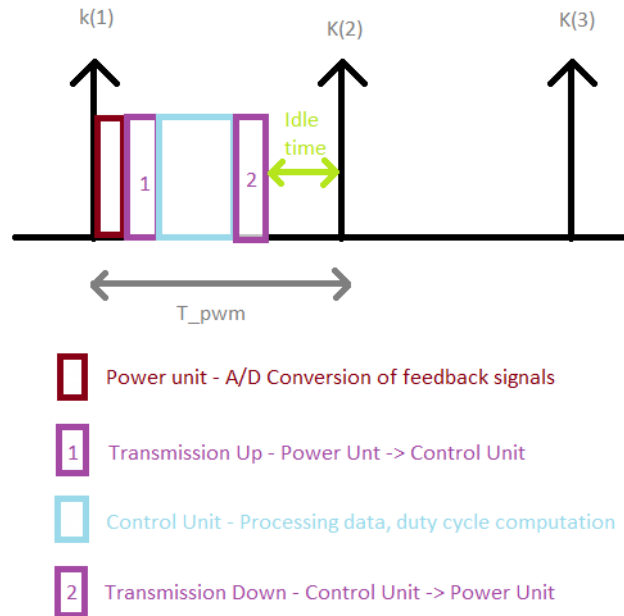 k(1)
K(2)
K(3)
Idle
time
1
2
T_pwm
Power unit - A/D Conversion of feedback signals
1 Transmission Up - Power Unt -> Control Unit
Control Unit - Processing data, duty cycle computation
2 Transmission Down - Control Unit -> Power Unit